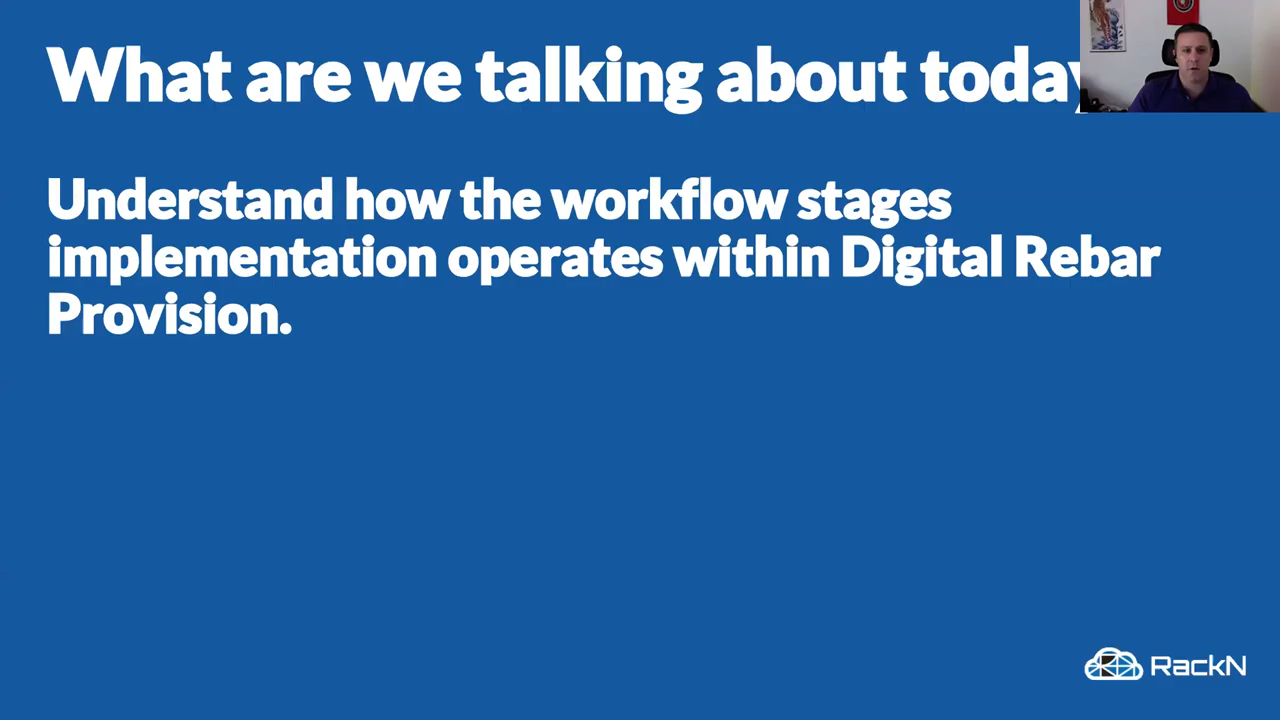 What are we talking about today
Understand how the workflow stages
implementation operates within Digital Rebar
Provision.
RackN